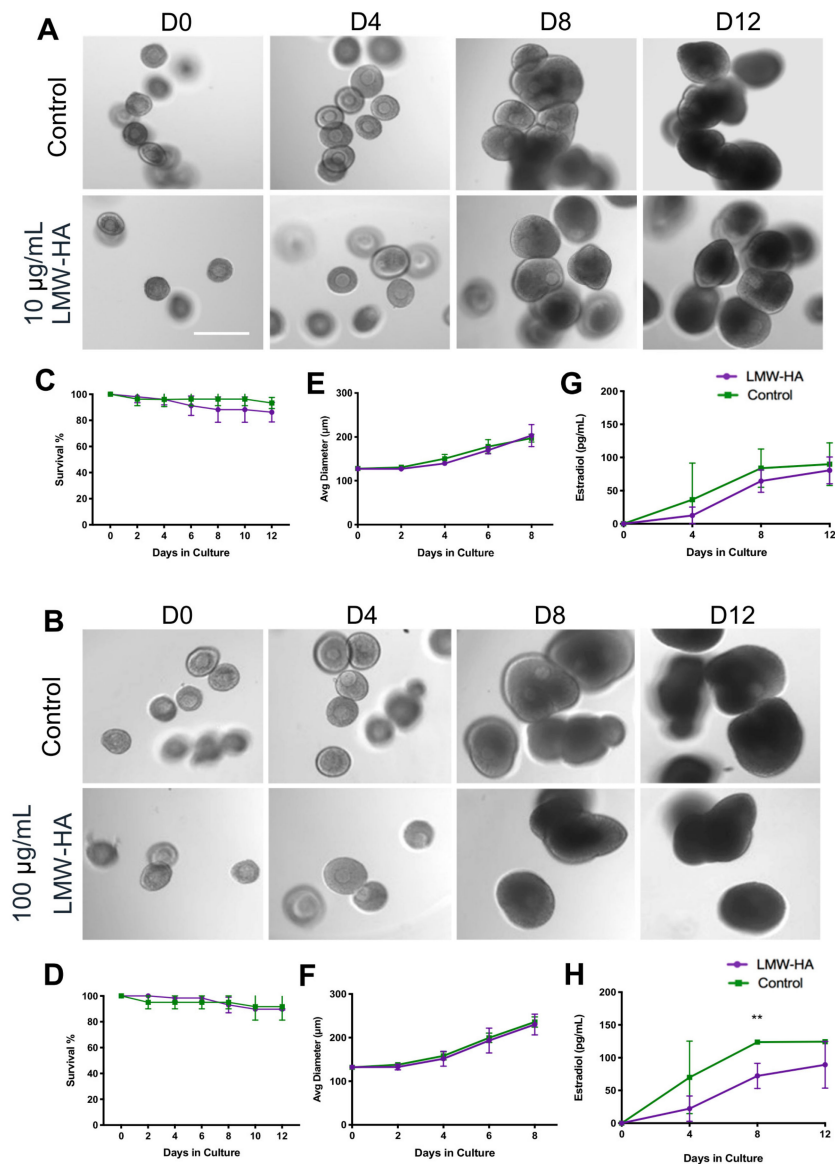 A
D0 D4 D8 D12
Control
10 µg/mL
LMW-HA
C
100
80
60
40
20
0
Survival %
0 2 4 6 8 10 12
Days in Culture
E
300
200
100
0
Avg Diameter (µm)
0 2 4 6 8
Days in Culture
G
LMW-HA
Control
200
150
100
50
0
Estradiol (pg/mL)
0 4 8 12
Days in Culture
B
D0 D4 D8 D12
Control
100 µg/mL
LMW-HA
D
100
80
60
40
20
0
Survival %
0 2 4 6 8 10 12
Days in Culture
F
300
200
100
0
Avg Diameter (µm)
0 2 4 6 8
Days in Culture
H
LMW-HA
Control
200
150
100
50
0
Estradiol (pg/mL)
**
0 4 8 12
Days in Culture